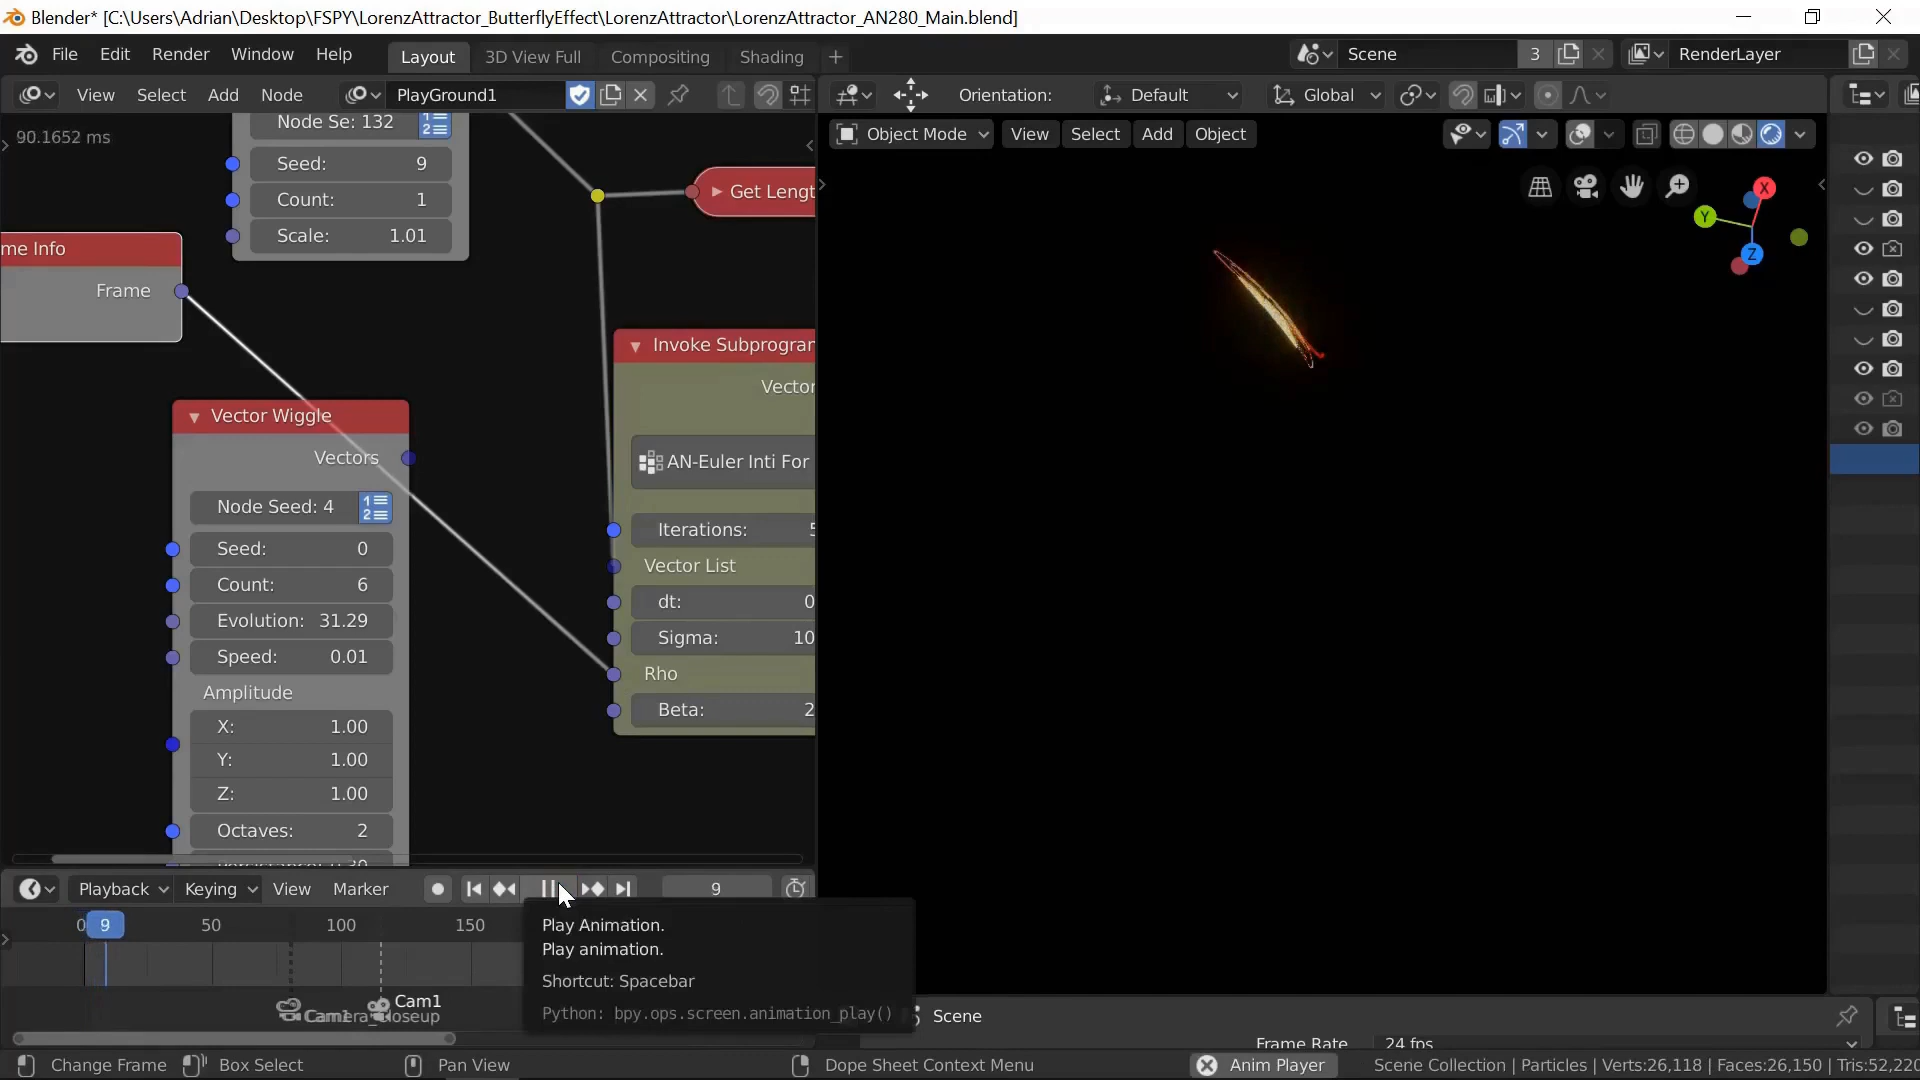 Blender* [C:\Users\Adrian\Desktop\FSPY\LorenzAttractor_ButterflyEffect\LorenzAttractor\LorenzAttractor_AN280_Main.blend]
File Edit Render Window Help Layout 3D View Full Compositing Shading + Scene 3 RenderLayer
View Select Add Node PlayGround1 Orientation: Default Global
90.1652 ms
Object Mode View Select Add Object
Node Se: 132
Seed: 9
Count: 1
Scale: 1.01
Get Lengt
X
Y
Z
me Info
Frame
Invoke Subprogram
Vector
AN-Euler Inti For
Iterations: 5
Vector List
dt: 0
Sigma: 10
Rho
Beta: 2
Vector Wiggle
Vectors
Node Seed: 4
Seed: 0
Count: 6
Evolution: 31.29
Speed: 0.01
Amplitude
X: 1.00
Y: 1.00
Z: 1.00
Octaves: 2
Playback Keying View Marker 9
0 9 50 100 150
Play Animation.
Play animation.
Shortcut: Spacebar
Python: bpy.ops.screen.animation_play()
Cam1
Scene
Frame Rate 24 fps
Change Frame Box Select Pan View Dope Sheet Context Menu Anim Player Scene Collection | Particles | Verts:26,118 | Faces:26,150 | Tris:52,220